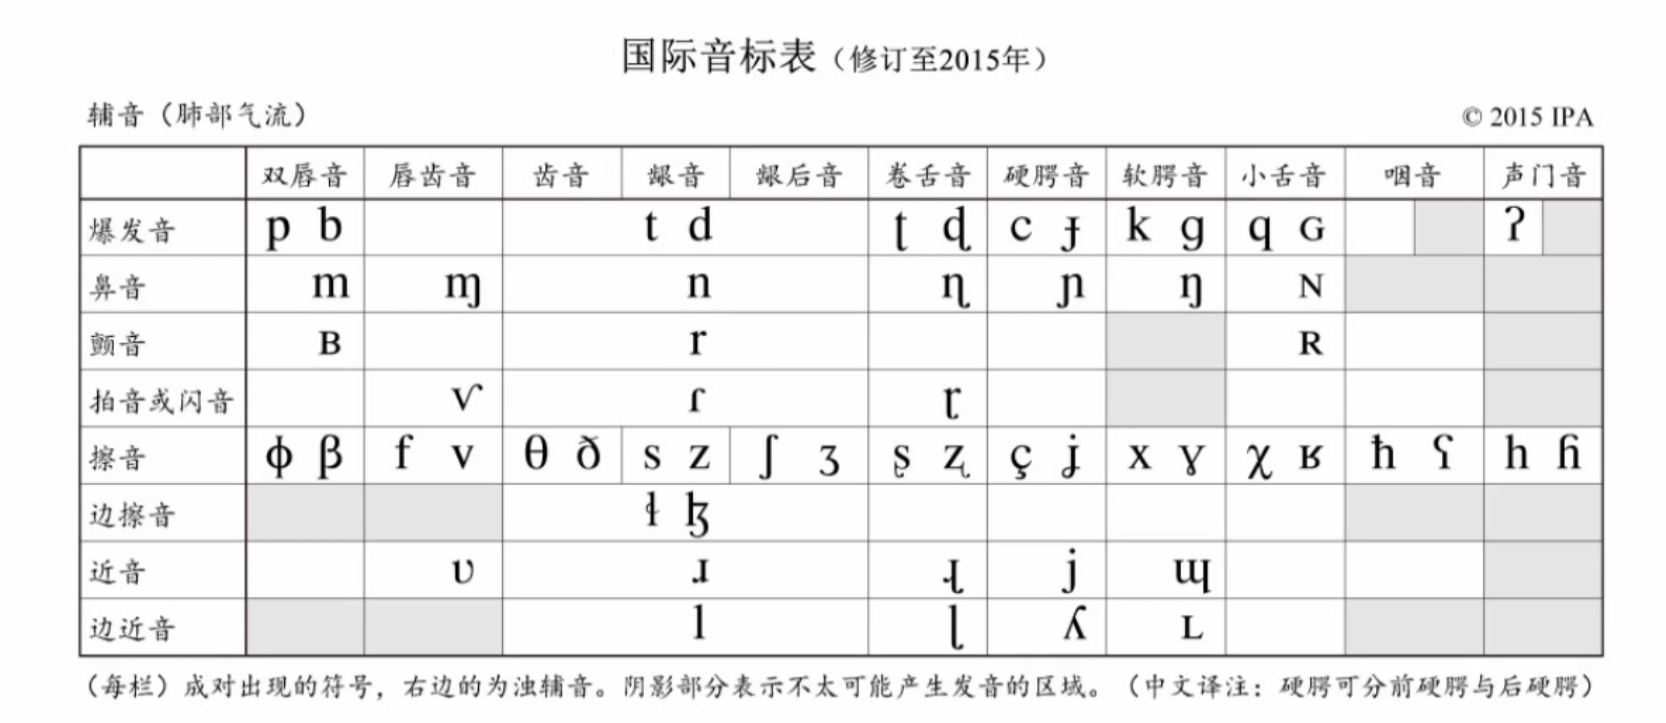 国际音标表（修订至2015年）
辅音（肺部气流） © 2015 IPA
双唇音 唇齿音 齿音 龈音 龈后音 卷舌音 硬腭音 软腭音 小舌音 咽音 声门音
爆发音 p b t d ʈ ɖ c ɟ k ɡ q ɢ ʔ
鼻音 m ɱ n ɳ ɲ ŋ ɴ
颤音 ʙ r ʀ
拍音或闪音 ⱱ ɾ ɽ
擦音 ɸ β f v θ ð s z ʃ ʒ ʂ ʐ ç ʝ x ɣ χ ʁ ħ ʕ h ɦ
边擦音 ɬ ɮ
近音 ʋ ɹ ɻ j ɰ
边近音 l ɭ ʎ ʟ
（每栏）成对出现的符号，右边的为浊辅音。阴影部分表示不太可能产生发音的区域。（中文译注：硬腭可分前硬腭与后硬腭）